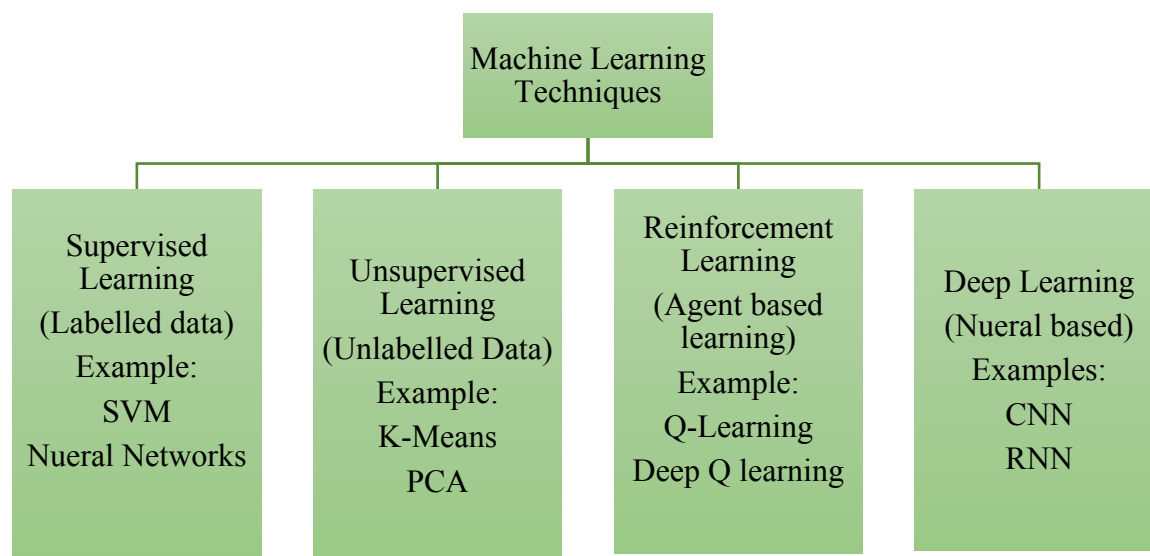 Machine Learning
Techniques
Supervised
Learning
(Labelled data)
Example:
SVM
Nueral Networks
Unsupervised
Learning
(Unlabelled Data)
Example:
K-Means
PCA
Reinforcement
Learning
(Agent based
learning)
Example:
Q-Learning
Deep Q learning
Deep Learning
(Nueral based)
Examples:
CNN
RNN